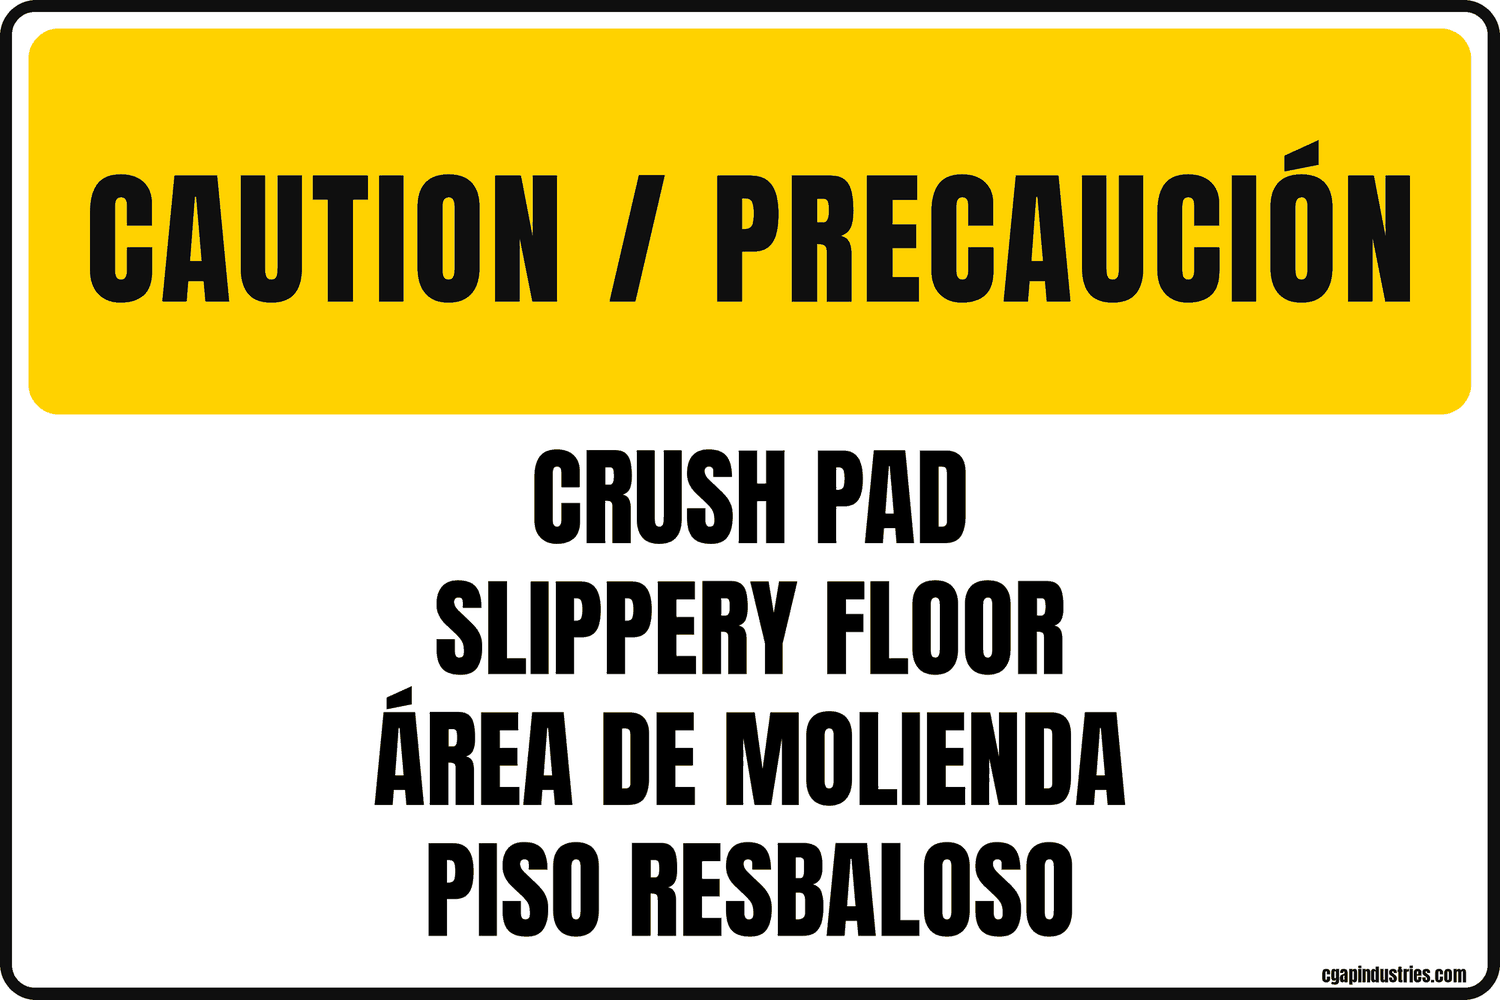 CAUTION / PRECAUCIÓN
CRUSH PAD
SLIPPERY FLOOR
ÁREA DE MOLIENDA
PISO RESBALOSO
cgapindustries.com